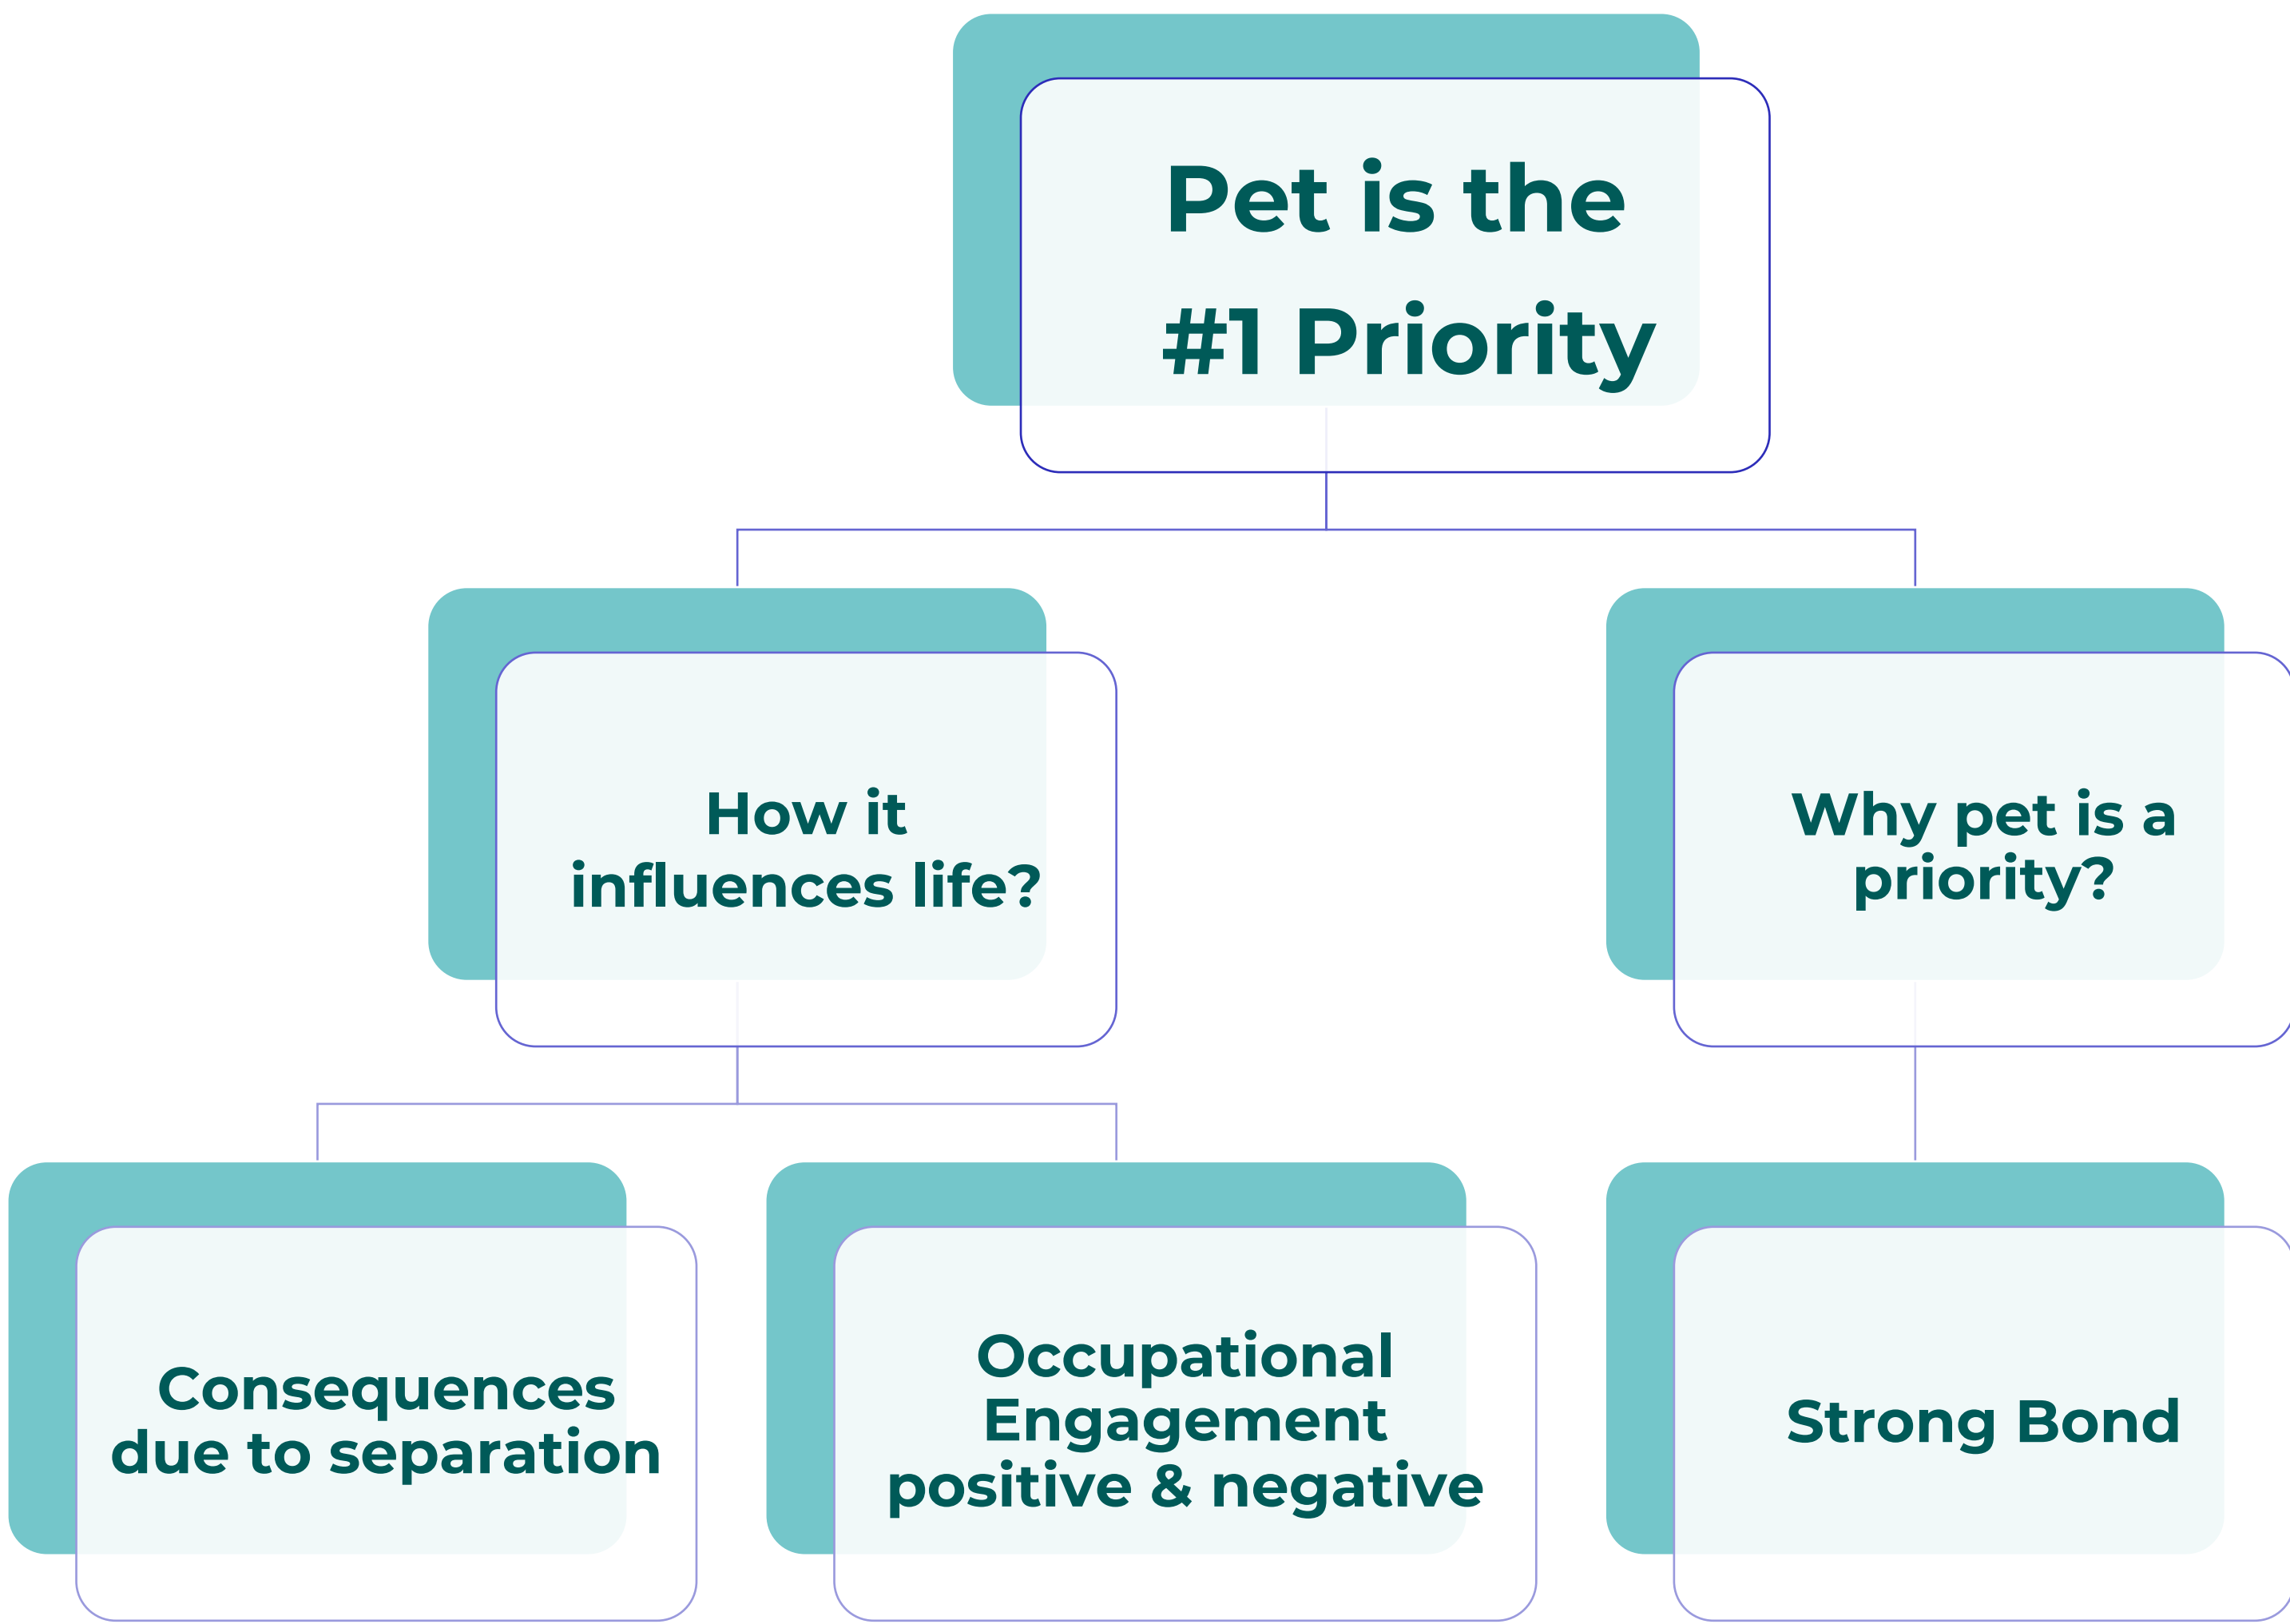 Pet is the
#1 Priority
How it
influences life?
Why pet is a
priority?
Consequences
due to separation
Occupational
Engagement
positive & negative
Strong Bond